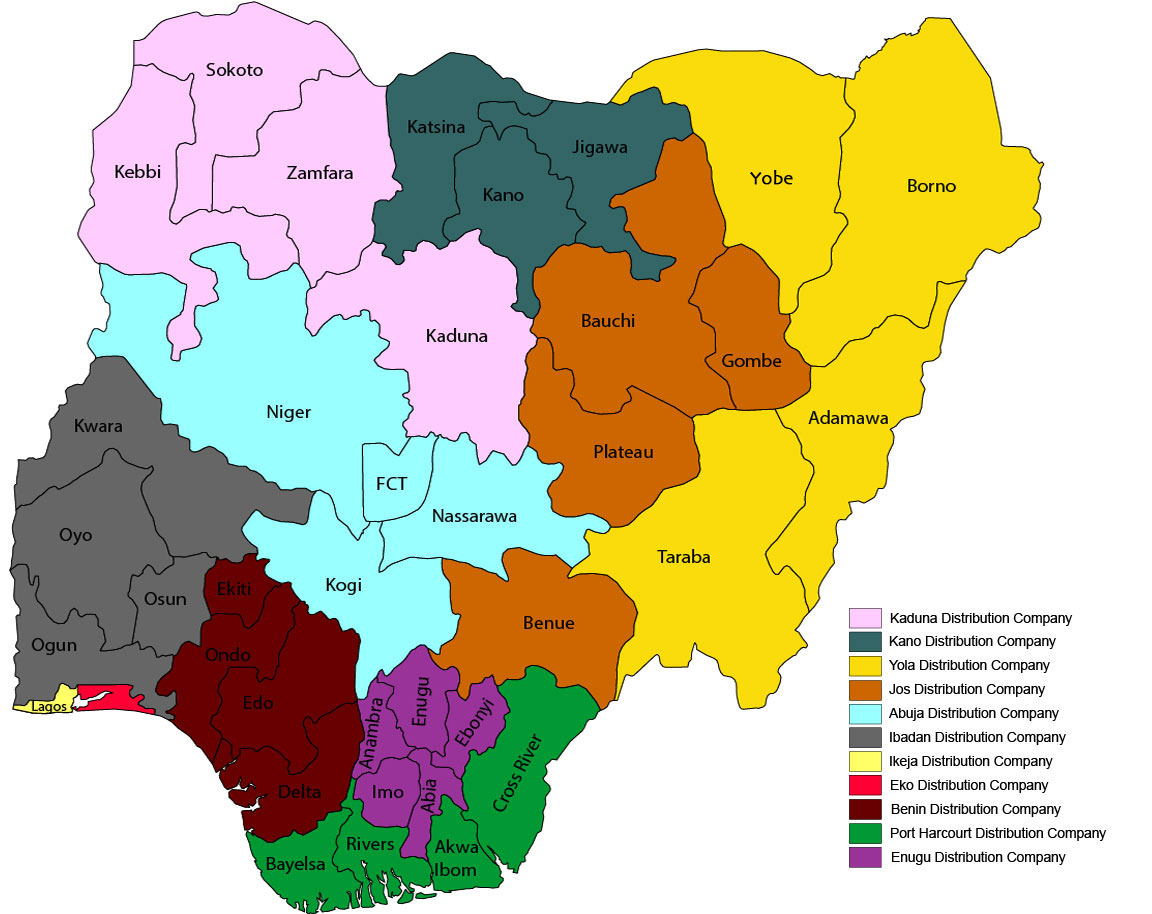 Sokoto
Katsina
Jigawa
Kebbi
Zamfara
Kano
Yobe
Borno
Bauchi
Kaduna
Gombe
Niger
Adamawa
Kwara
Plateau
FCT
Nassarawa
Oyo
Taraba
Kogi
Ekiti
Osun
Benue
Ogun
Ondo
Lagos
Edo
Enugu
Anambra
Ebonyi
Cross River
Delta
Imo
Abia
Rivers
Akwa
Ibom
Bayelsa
Kaduna Distribution Company
Kano Distribution Company
Yola Distribution Company
Jos Distribution Company
Abuja Distribution Company
Ibadan Distribution Company
Ikeja Distribution Company
Eko Distribution Company
Benin Distribution Company
Port Harcourt Distribution Company
Enugu Distribution Company